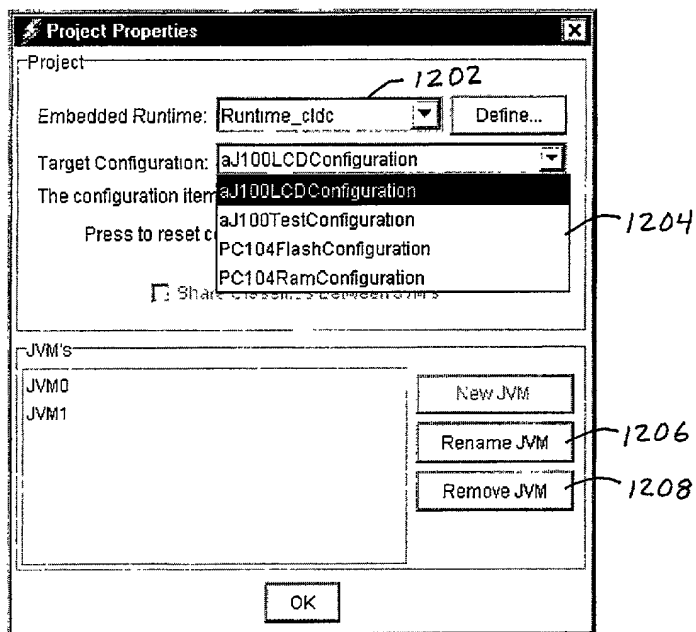 Project Properties
Project
1202
Embedded Runtime: Runtime_cldc Define...
Target Configuration: aJ100LCDConfiguration
The configuration item aJ100LCDConfiguration
aJ100TestConfiguration
1204
Press to reset
PC104FlashConfiguration
PC104RamConfiguration
JVM's
JVM0
JVM1
New JVM
Rename JVM
1206
Remove JVM
1208
OK